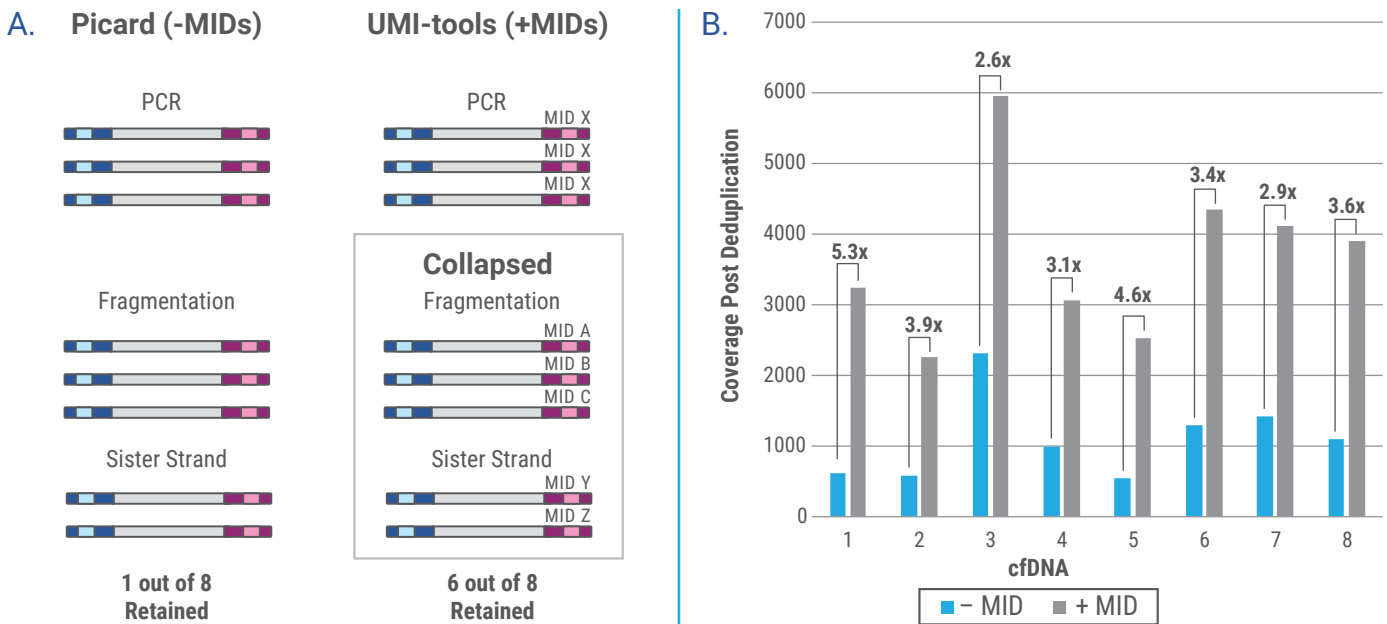 A.
Picard (-MIDs)
UMI-tools (+MIDs)
PCR
PCR
MID X
MID X
MID X
Collapsed
Fragmentation
Fragmentation
MID A
MID B
MID C
Sister Strand
Sister Strand
MID Y
MID Z
1 out of 8
Retained
6 out of 8
Retained
B.
Coverage Post Deduplication
7000
6000
5000
4000
3000
2000
1000
0
5.3x
3.9x
2.6x
3.1x
4.6x
3.4x
2.9x
3.6x
1 2 3 4 5 6 7 8
cfDNA
– MID + MID